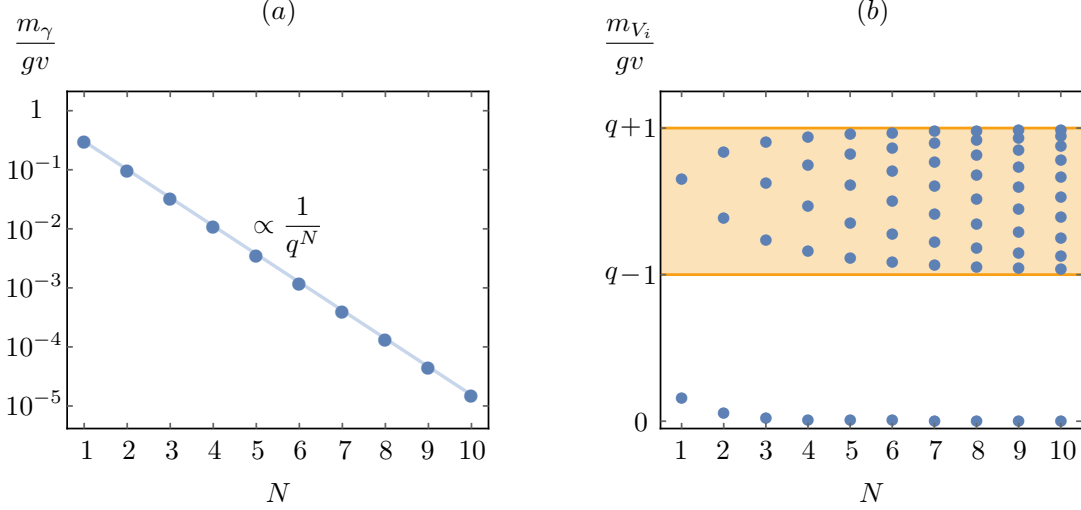 (a)
m_γ / gv
1
10^−1
10^−2
10^−3
10^−4
10^−5
∝ 1/q^N
1 2 3 4 5 6 7 8 9 10
N
(b)
m_{V_i} / gv
q+1
q−1
0
1 2 3 4 5 6 7 8 9 10
N